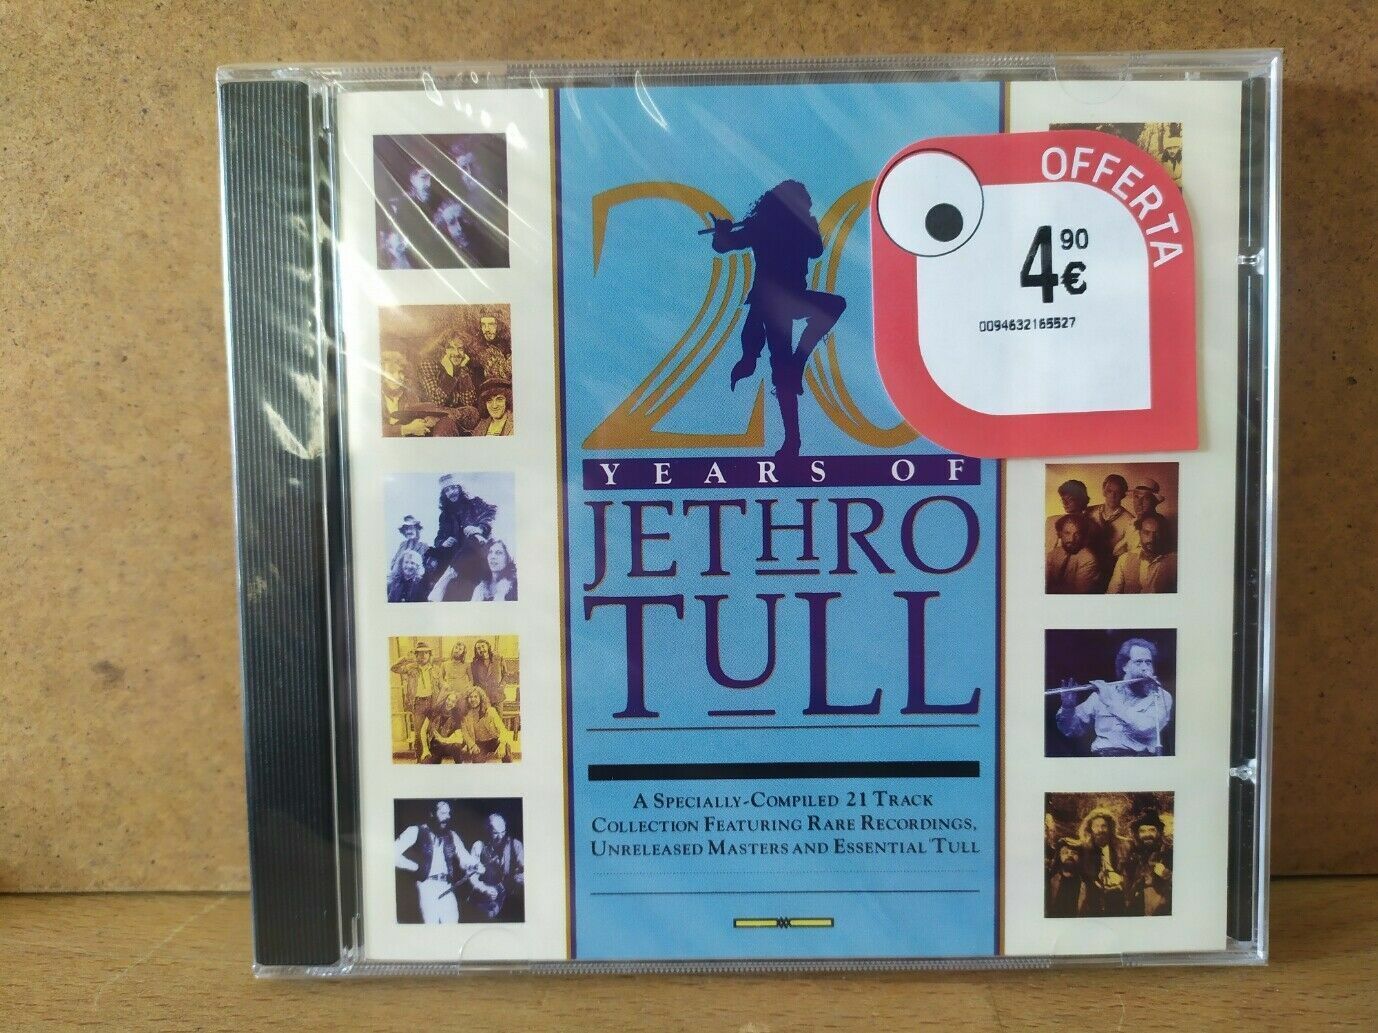 OFFERTA
4 90 €
0094632165527
20
YEARS OF
JETHRO
TULL
A SPECIALLY-COMPILED 21 TRACK
COLLECTION FEATURING RARE RECORDINGS,
UNRELEASED MASTERS AND ESSENTIAL TULL